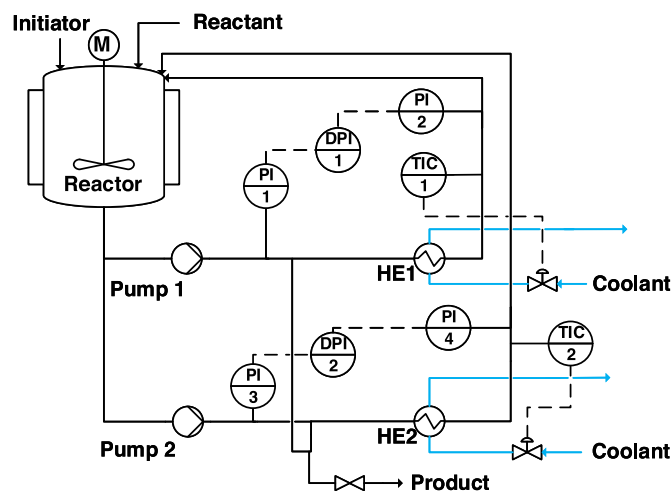 Initiator
Reactant
M
PI
2
DPI
1
TIC
1
PI
1
Reactor
Pump 1
HE1
Coolant
PI
4
DPI
2
TIC
2
PI
3
Pump 2
HE2
Coolant
Product